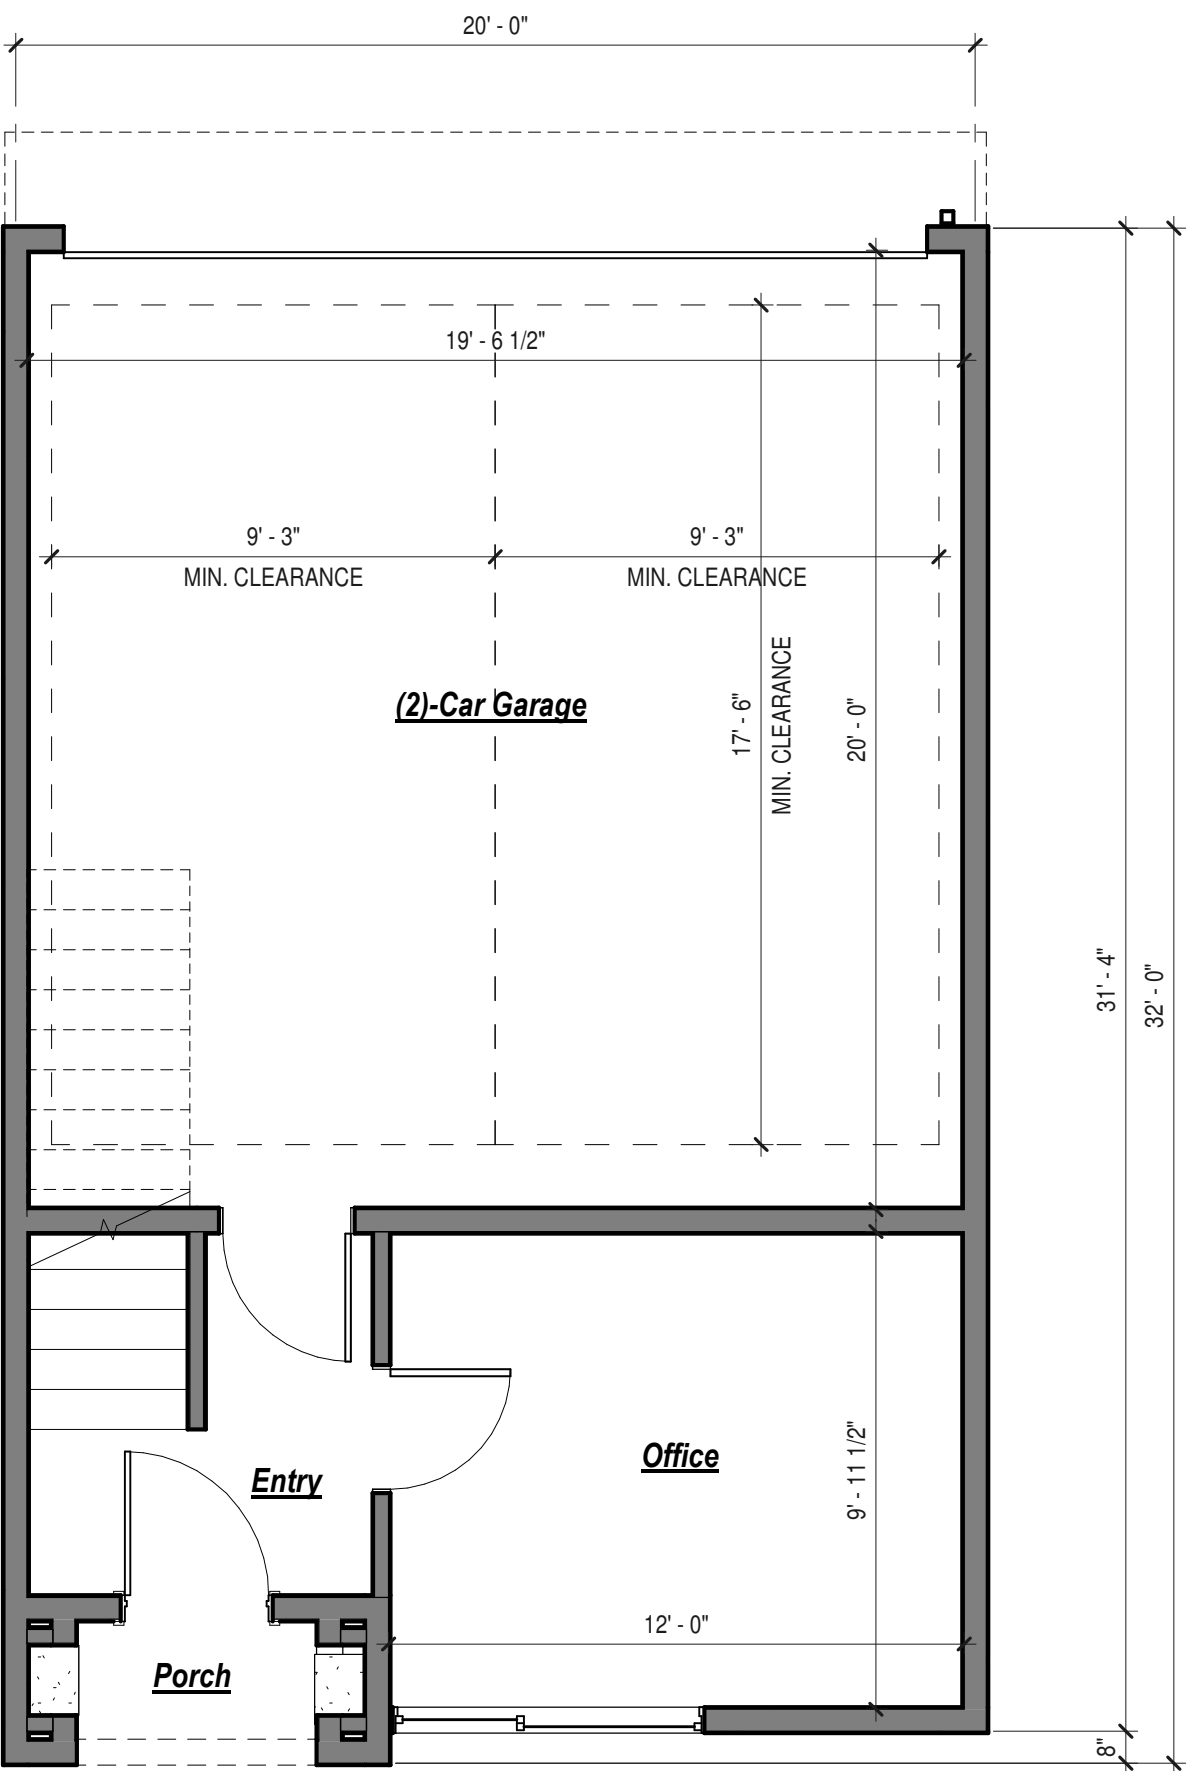 20' - 0"
19' - 6 1/2"
9' - 3"
MIN. CLEARANCE
9' - 3"
MIN. CLEARANCE
(2)-Car Garage
17' - 6"
MIN. CLEARANCE
20' - 0"
31' - 4"
32' - 0"
Office
9' - 11 1/2"
Entry
12' - 0"
Porch
8"